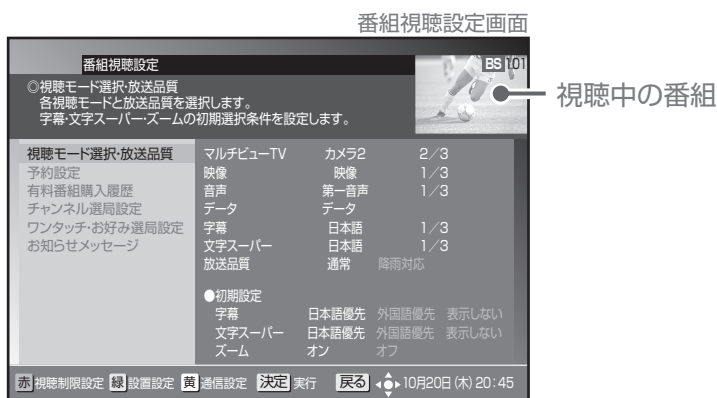 番組視聴設定画面
番組視聴設定
BS 101
◎視聴モード選択・放送品質
各視聴モードと放送品質を選択します。
字幕・文字スーパー・ズームの初期選択条件を設定します。
視聴中の番組
視聴モード選択・放送品質
予約設定
有料番組購入履歴
チャンネル選局設定
ワンタッチ・お好み選局設定
お知らせメッセージ
マルチビューTV カメラ2 2/3
映像 映像 1/3
音声 第一音声 1/3
データ データ
字幕 日本語 1/3
文字スーパー 日本語 1/3
放送品質 通常 降雨対応
●初期設定
字幕 日本語優先 外国語優先 表示しない
文字スーパー 日本語優先 外国語優先 表示しない
ズーム オン オフ
赤 視聴制限設定 緑 設置設定 黄 通信設定 決定 実行 戻る 10月20日(木)20:45